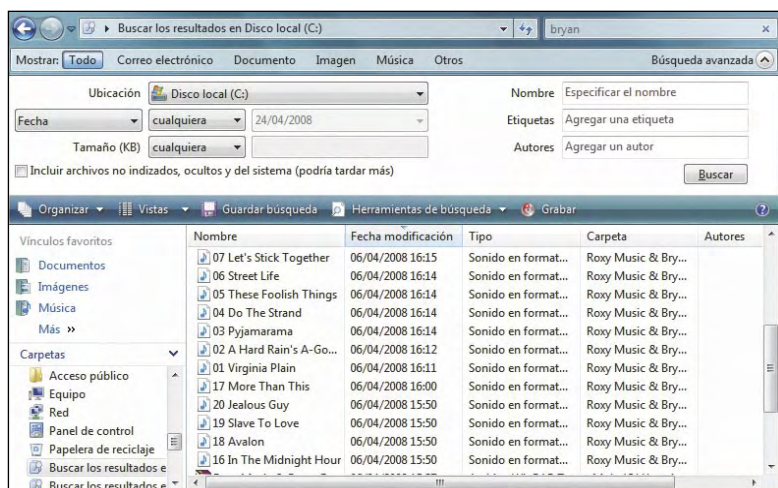 Buscar los resultados en Disco local (C:)
bryan
Mostrar: Todo Correo electrónico Documento Imagen Música Otros Búsqueda avanzada
Ubicación Disco local (C:) Nombre Especificar el nombre
Fecha cualquiera 24/04/2008 Etiquetas Agregar una etiqueta
Tamaño (KB) cualquiera Autores Agregar un autor
Incluir archivos no indizados, ocultos y del sistema (podría tardar más) Buscar
Organizar Vistas Guardar búsqueda Herramientas de búsqueda Grabar
Vínculos favoritos
Documentos
Imágenes
Música
Más »
Carpetas
Acceso público
Equipo
Red
Panel de control
Papelera de reciclaje
Buscar los resultados e
Buscar los resultados e
Nombre Fecha modificación Tipo Carpeta Autores
07 Let's Stick Together 06/04/2008 16:15 Sonido en format... Roxy Music & Bry...
06 Street Life 06/04/2008 16:14 Sonido en format... Roxy Music & Bry...
05 These Foolish Things 06/04/2008 16:14 Sonido en format... Roxy Music & Bry...
04 Do The Strand 06/04/2008 16:14 Sonido en format... Roxy Music & Bry...
03 Pyjamarama 06/04/2008 16:14 Sonido en format... Roxy Music & Bry...
02 A Hard Rain's A-Go... 06/04/2008 16:12 Sonido en format... Roxy Music & Bry...
01 Virginia Plain 06/04/2008 16:11 Sonido en format... Roxy Music & Bry...
17 More Than This 06/04/2008 16:00 Sonido en format... Roxy Music & Bry...
20 Jealous Guy 06/04/2008 15:50 Sonido en format... Roxy Music & Bry...
19 Slave To Love 06/04/2008 15:50 Sonido en format... Roxy Music & Bry...
18 Avalon 06/04/2008 15:50 Sonido en format... Roxy Music & Bry...
16 In The Midnight Hour 06/04/2008 15:50 Sonido en format... Roxy Music & Bry...